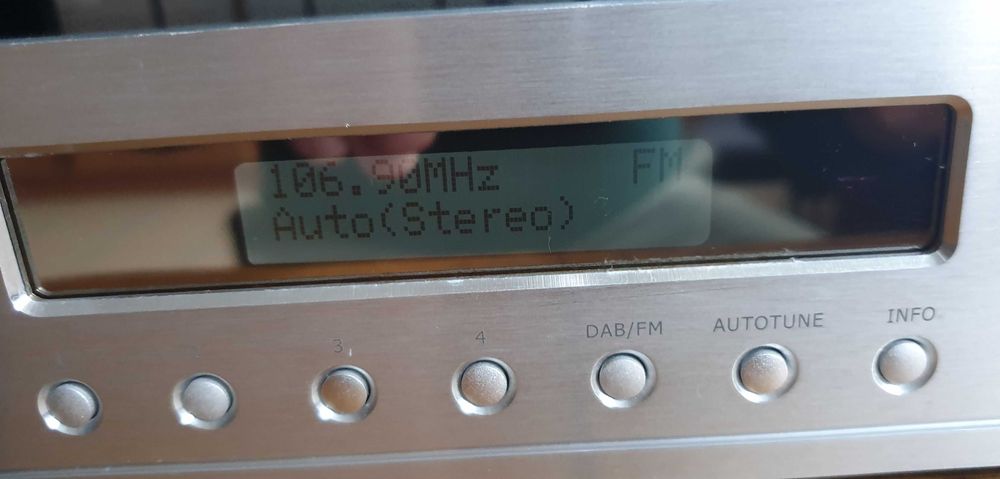 106.90MHz FM
Auto(Stereo)
3 4 DAB/FM AUTOTUNE INFO